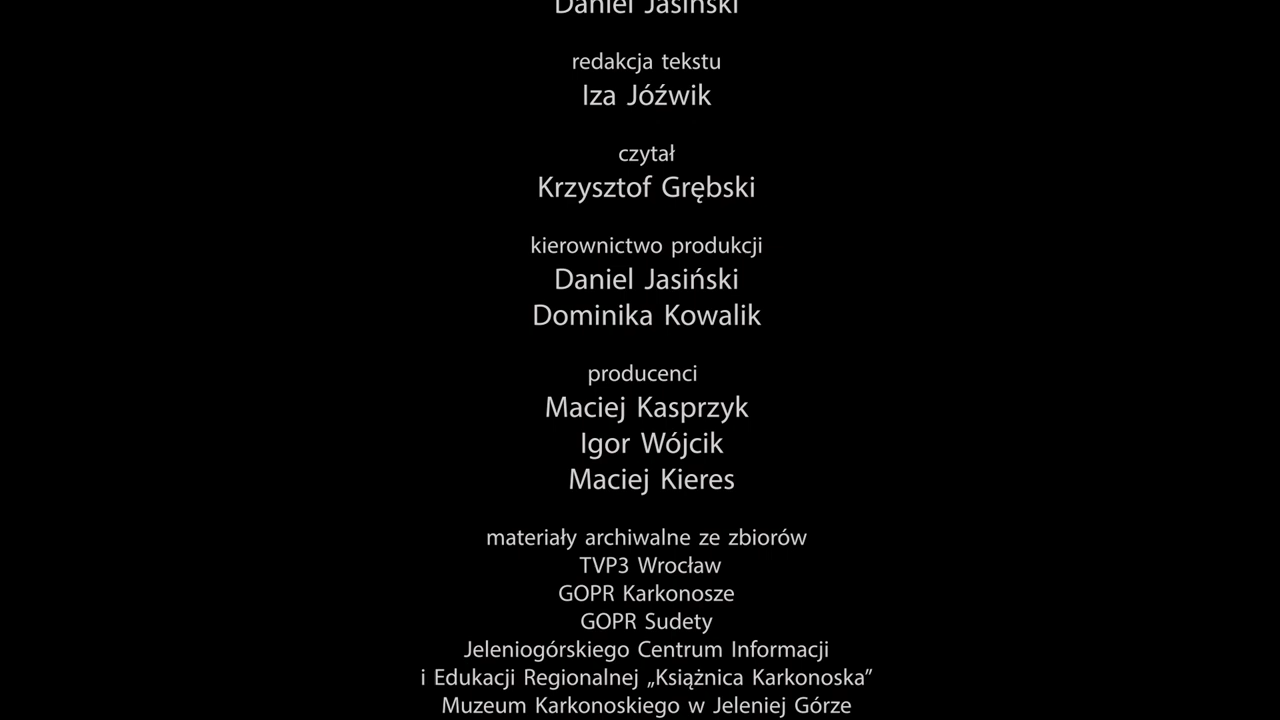 Daniel Jasiński
redakcja tekstu
Iza Jóźwik
czytał
Krzysztof Grębski
kierownictwo produkcji
Daniel Jasiński
Dominika Kowalik
producenci
Maciej Kasprzyk
Igor Wójcik
Maciej Kieres
materiały archiwalne ze zbiorów
TVP3 Wrocław
GOPR Karkonosze
GOPR Sudety
Jeleniogórskiego Centrum Informacji
i Edukacji Regionalnej „Książnica Karkonoska”
Muzeum Karkonoskiego w Jeleniej Górze